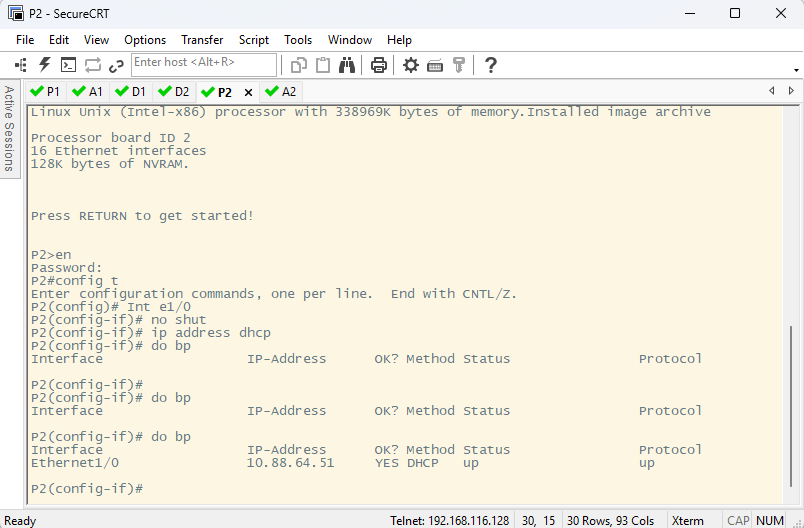 P2 - SecureCRT
File Edit View Options Transfer Script Tools Window Help
Enter host <Alt+R>
Active Sessions
P1 A1 D1 D2 P2 A2
Linux Unix (Intel-x86) processor with 338969K bytes of memory.Installed image archive
Processor board ID 2
16 Ethernet interfaces
128K bytes of NVRAM.
Press RETURN to get started!
P2>en
Password:
P2#config t
Enter configuration commands, one per line.  End with CNTL/Z.
P2(config)# Int e1/0
P2(config-if)# no shut
P2(config-if)# ip address dhcp
P2(config-if)# do bp
Interface                  IP-Address      OK? Method Status                Protocol
P2(config-if)#
P2(config-if)# do bp
Interface                  IP-Address      OK? Method Status                Protocol
P2(config-if)# do bp
Interface                  IP-Address      OK? Method Status                Protocol
Ethernet1/0                10.88.64.51     YES DHCP   up                    up
P2(config-if)#
Ready Telnet: 192.168.116.128 30, 15 30 Rows, 93 Cols Xterm CAP NUM